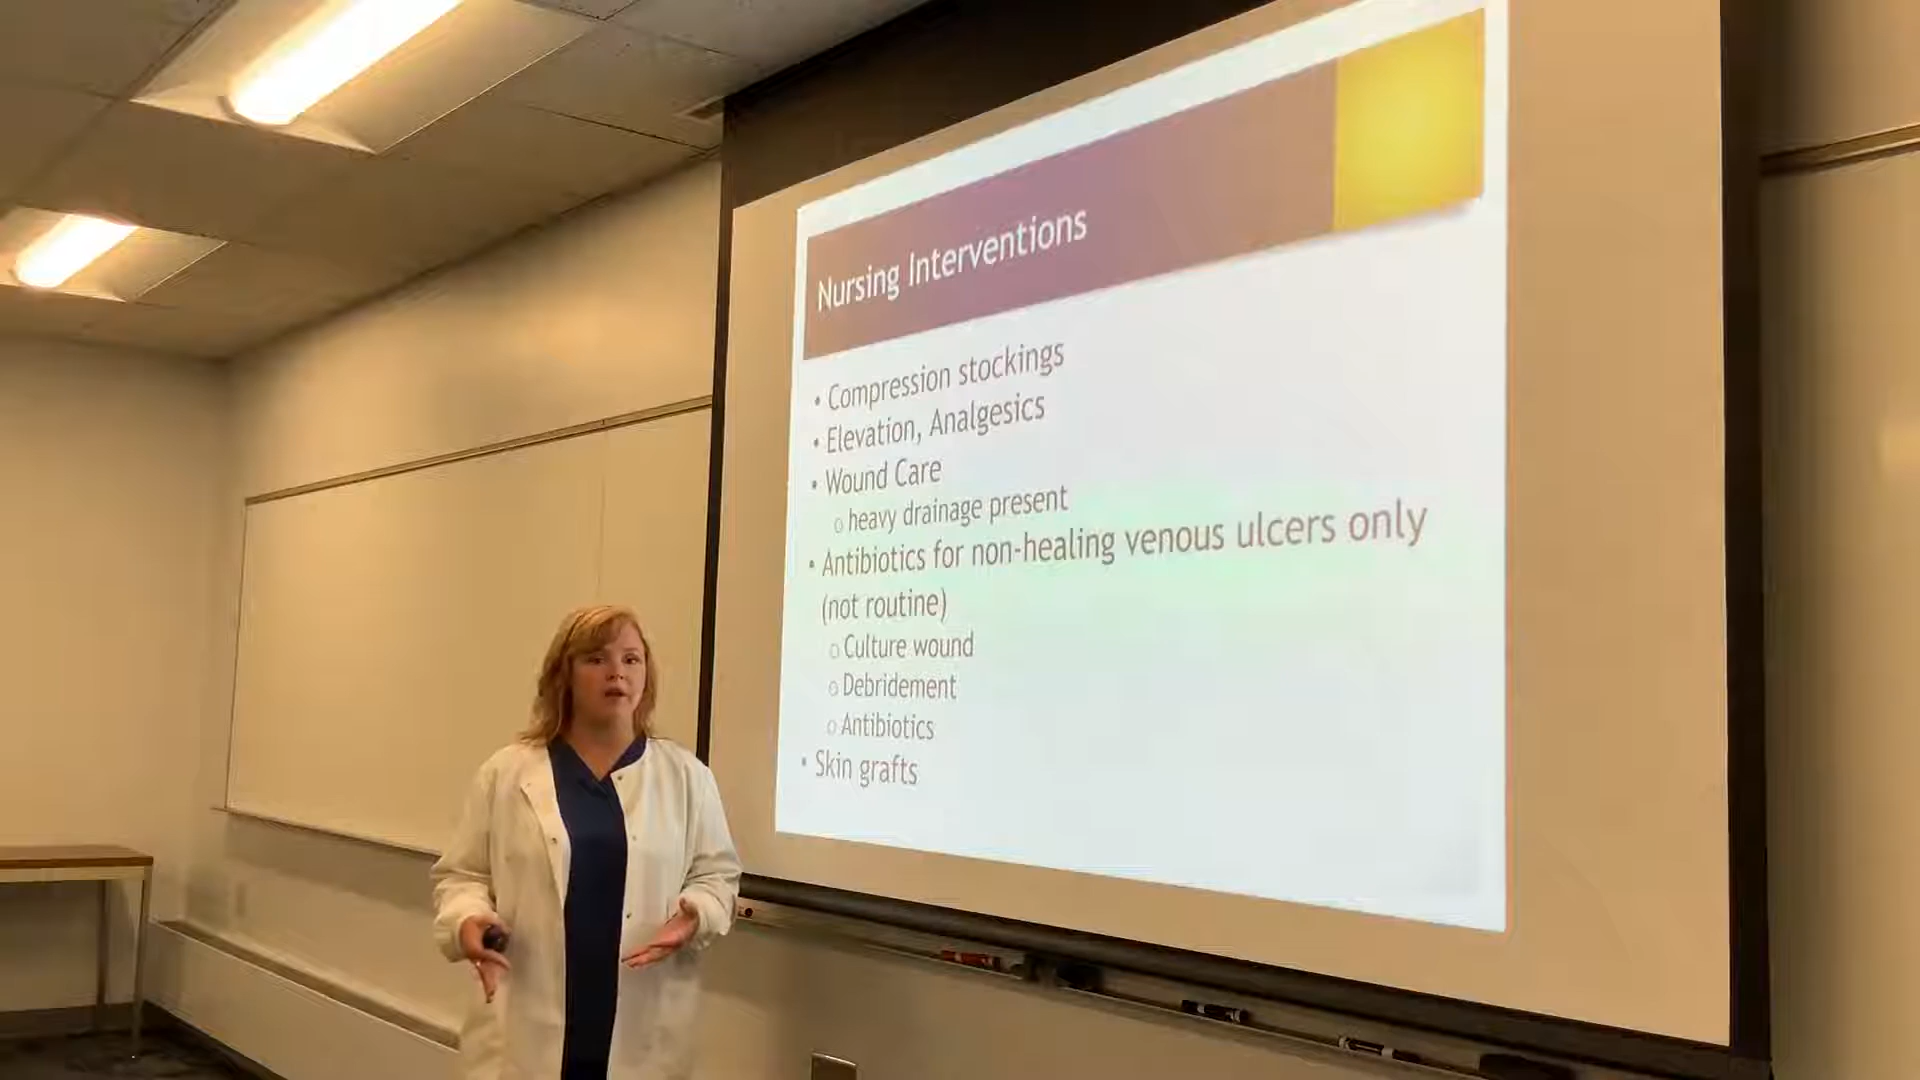 Nursing Interventions
• Compression stockings
• Elevation, Analgesics
• Wound Care
o heavy drainage present
• Antibiotics for non-healing venous ulcers only
(not routine)
o Culture wound
o Debridement
o Antibiotics
• Skin grafts